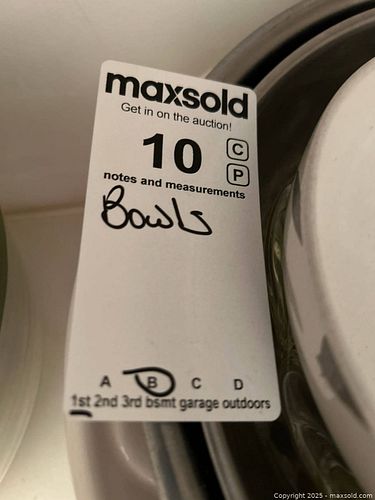 maxsold
Get in on the auction!
10 C
P
notes and measurements
Bowls
A B C D
1st 2nd 3rd bsmt garage outdoors
Copyright 2025 - maxsold.com